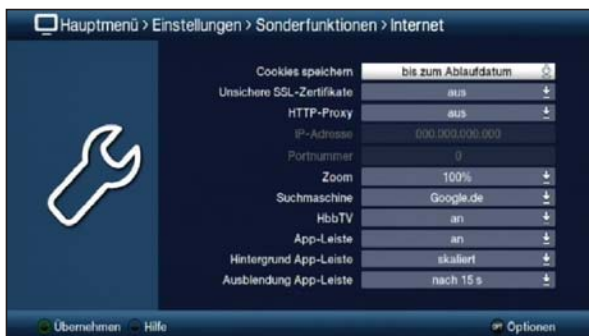 Hauptmenü > Einstellungen > Sonderfunktionen > Internet
Cookies speichern bis zum Ablaufdatum
Unsichere SSL-Zertifikate aus
HTTP-Proxy aus
IP-Adresse 000.000.000.000
Portnummer 0
Zoom 100%
Suchmaschine Google.de
HbbTV an
App-Leiste an
Hintergrund App-Leiste skaliert
Ausblendung App-Leiste nach 15 s
Übernehmen Hilfe Optionen